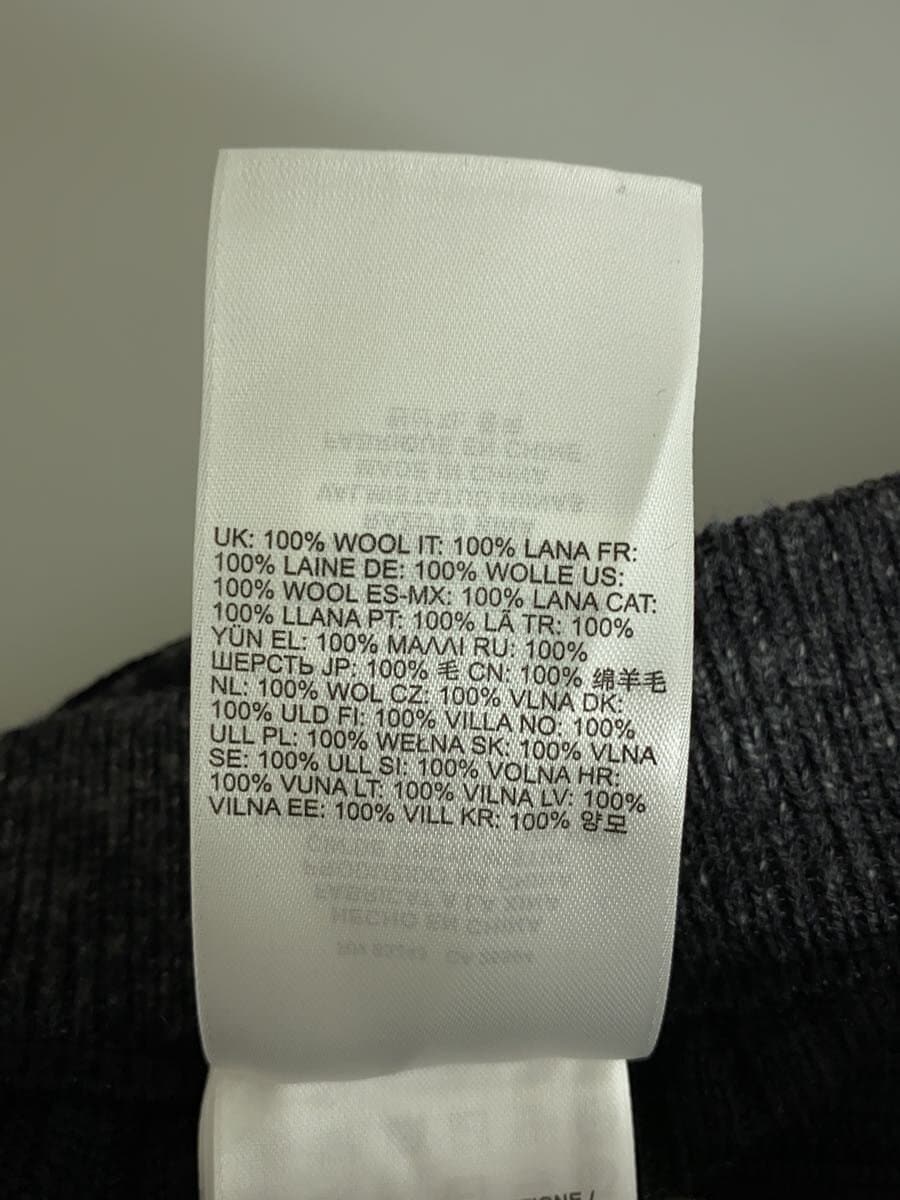 UK: 100% WOOL IT: 100% LANA FR:
100% LAINE DE: 100% WOLLE US:
100% WOOL ES-MX: 100% LANA CAT:
100% LLANA PT: 100% LÃ TR: 100%
YÜN EL: 100% ΜΑΛΛΙ RU: 100%
ШЕРСТЬ JP: 100% 毛 CN: 100% 绵羊毛
NL: 100% WOL CZ: 100% VLNA DK:
100% ULD FI: 100% VILLA NO: 100%
ULL PL: 100% WEŁNA SK: 100% VLNA
SE: 100% ULL SI: 100% VOLNA HR:
100% VUNA LT: 100% VILNA LV: 100%
VILNA EE: 100% VILL KR: 100% 양모